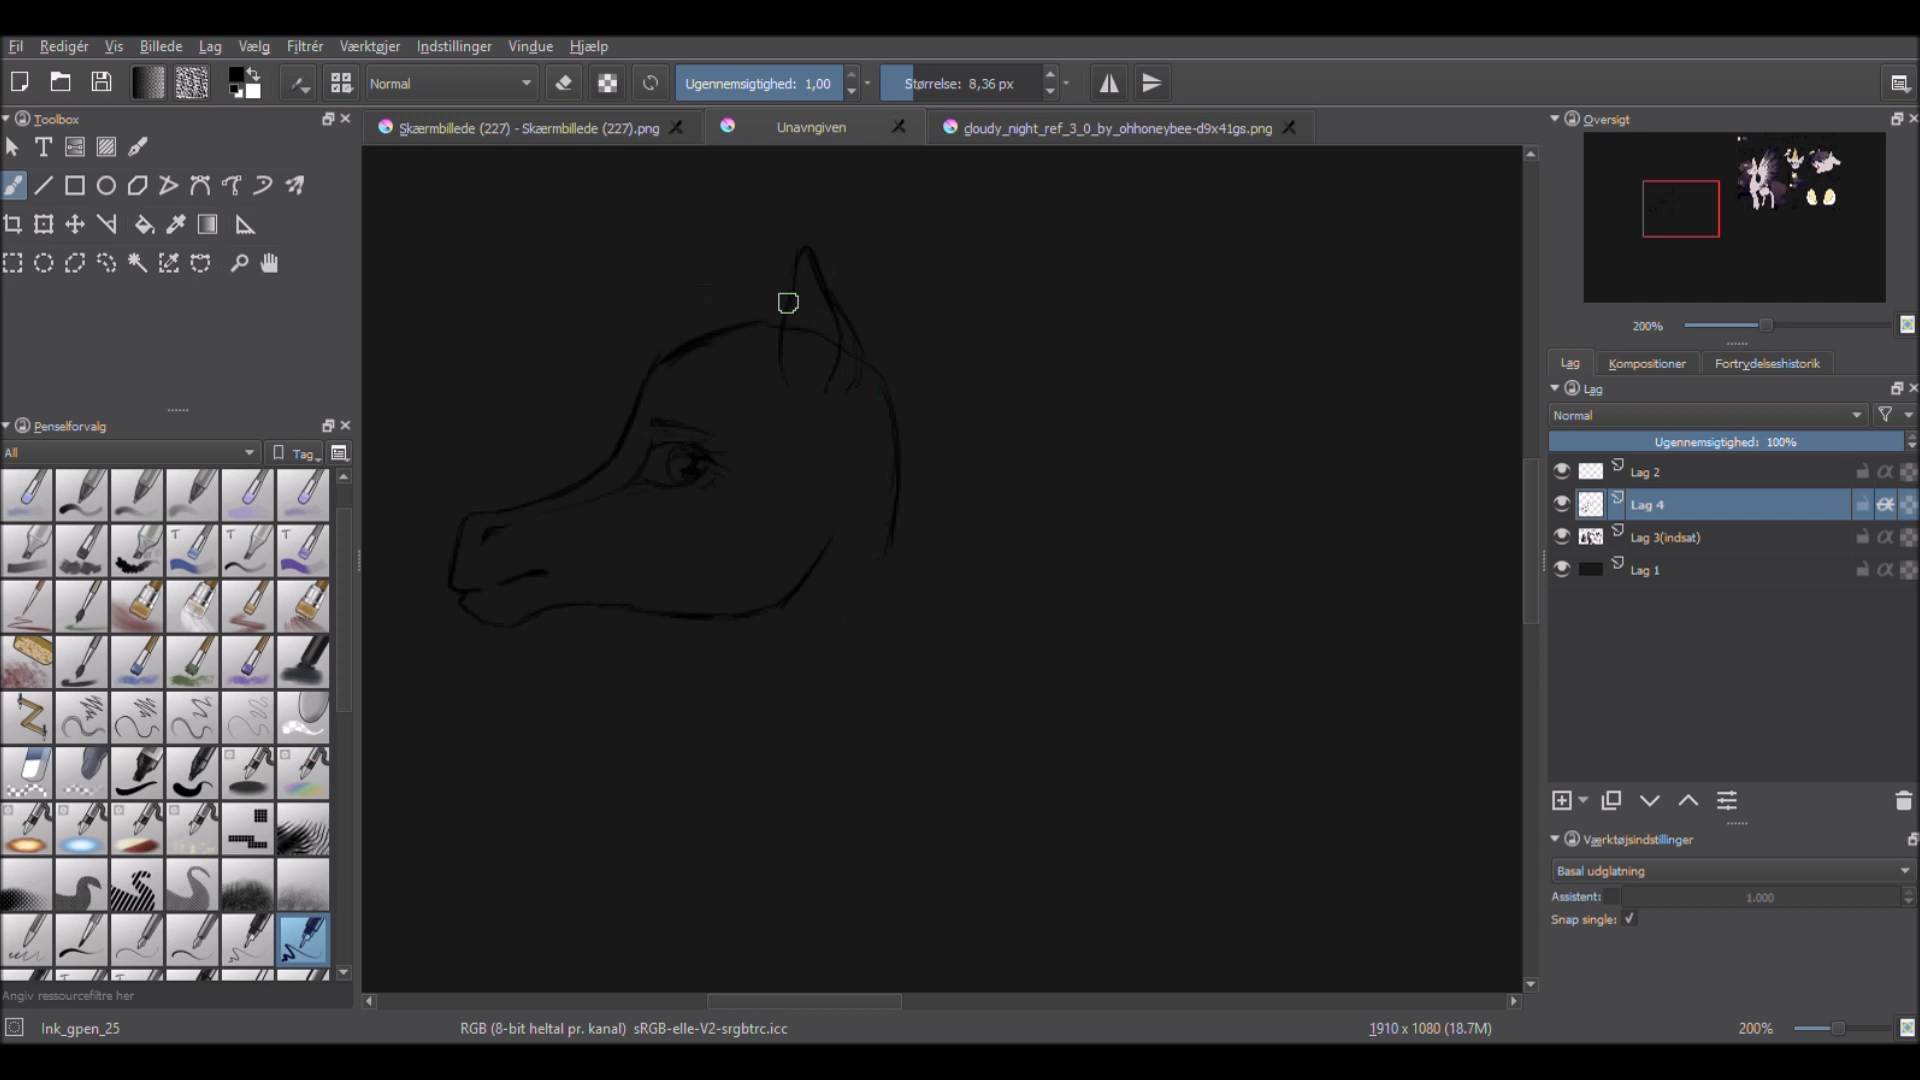 Fil Redigér Vis Billede Lag Vælg Filtrér Værktøjer Indstillinger Vindue Hjælp
Normal
Ugennemsigtighed: 1,00
Størrelse: 8,36 px
Toolbox
Skærmbillede (227) - Skærmbillede (227).png
Unavngiven
cloudy_night_ref_3_0_by_ohhoneybee-d9x41gs.png
Oversigt
200%
Lag
Kompositioner
Fortrydelseshistorik
Lag
Normal
Ugennemsigtighed: 100%
Lag 2
Lag 4
Lag 3(indsat)
Lag 1
Penselforvalg
All
Tag
T
T
T
Værktøjsindstillinger
Basal udglatning
Assistent:
1.000
Snap single:
Angiv ressourcefiltre her
Ink_gpen_25
RGB (8-bit heltal pr. kanal) sRGB-elle-V2-srgbtrc.icc
1910 x 1080 (18.7M)
200%